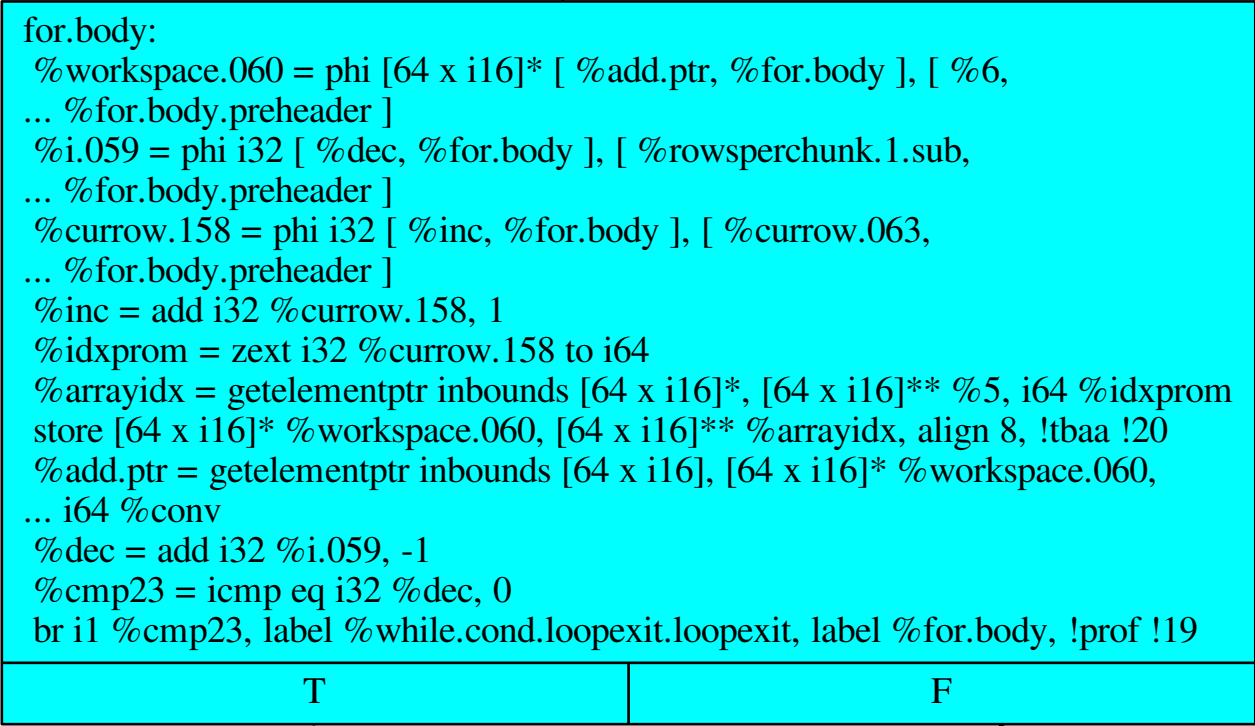 for.body:
%workspace.060 = phi [64 x i16]* [ %add.ptr, %for.body ], [ %6,
... %for.body.preheader ]
%i.059 = phi i32 [ %dec, %for.body ], [ %rowsperchunk.1.sub,
... %for.body.preheader ]
%currow.158 = phi i32 [ %inc, %for.body ], [ %currow.063,
... %for.body.preheader ]
%inc = add i32 %currow.158, 1
%idxprom = zext i32 %currow.158 to i64
%arrayidx = getelementptr inbounds [64 x i16]*, [64 x i16]** %5, i64 %idxprom
store [64 x i16]* %workspace.060, [64 x i16]** %arrayidx, align 8, !tbaa !20
%add.ptr = getelementptr inbounds [64 x i16], [64 x i16]* %workspace.060,
... i64 %conv
%dec = add i32 %i.059, -1
%cmp23 = icmp eq i32 %dec, 0
br i1 %cmp23, label %while.cond.loopexit.loopexit, label %for.body, !prof !19
T F